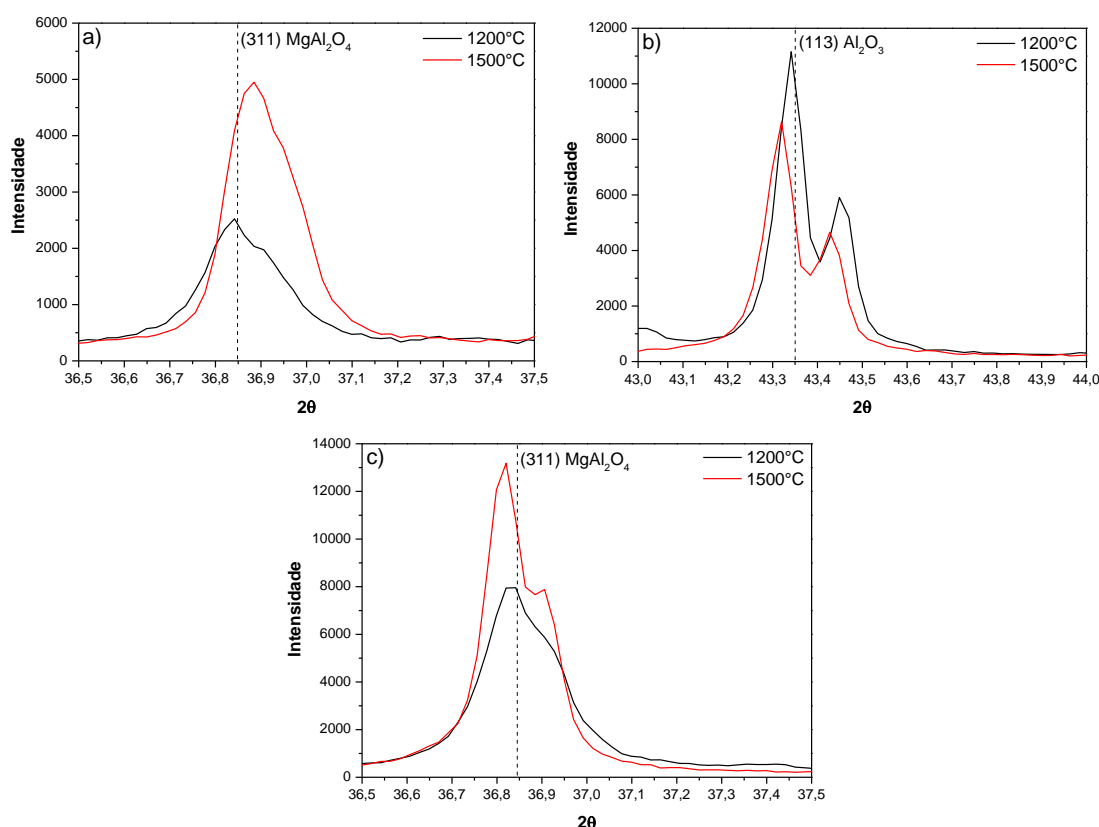 a)
(311) MgAl₂O₄
1200°C
1500°C
6000
5000
4000
3000
2000
1000
0
Intensidade
36,5 36,6 36,7 36,8 36,9 37,0 37,1 37,2 37,3 37,4 37,5
2θ
b)
(113) Al₂O₃
1200°C
1500°C
12000
10000
8000
6000
4000
2000
0
Intensidade
43,0 43,1 43,2 43,3 43,4 43,5 43,6 43,7 43,8 43,9 44,0
2θ
c)
(311) MgAl₂O₄
1200°C
1500°C
14000
12000
10000
8000
6000
4000
2000
0
Intensidade
36,5 36,6 36,7 36,8 36,9 37,0 37,1 37,2 37,3 37,4 37,5
2θ